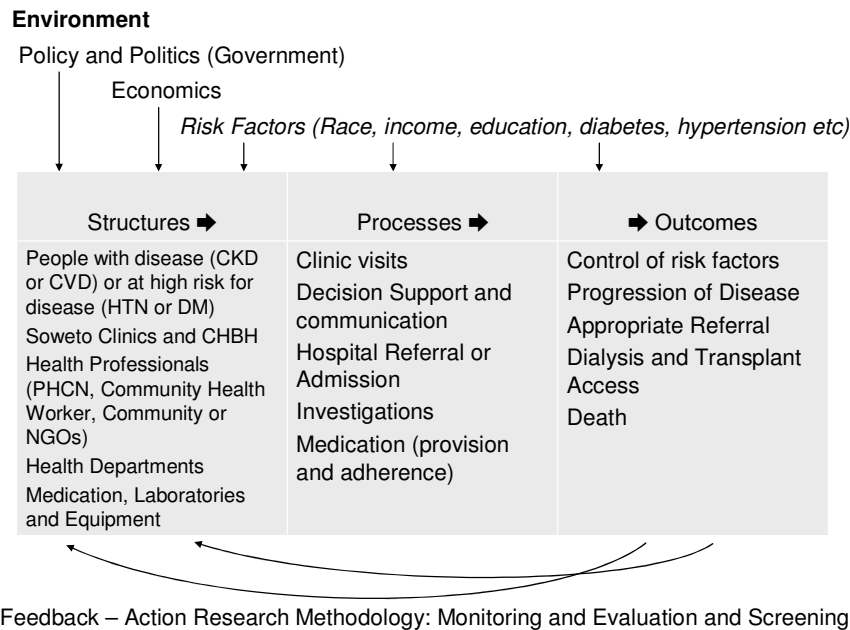 Environment
Policy and Politics (Government)
Economics
Risk Factors (Race, income, education, diabetes, hypertension etc)
Structures ➡
People with disease (CKD
or CVD) or at high risk for
disease (HTN or DM)
Soweto Clinics and CHBH
Health Professionals
(PHCN, Community Health
Worker, Community or
NGOs)
Health Departments
Medication, Laboratories
and Equipment
Processes ➡
Clinic visits
Decision Support and
communication
Hospital Referral or
Admission
Investigations
Medication (provision
and adherence)
➡ Outcomes
Control of risk factors
Progression of Disease
Appropriate Referral
Dialysis and Transplant
Access
Death
Feedback – Action Research Methodology: Monitoring and Evaluation and Screening